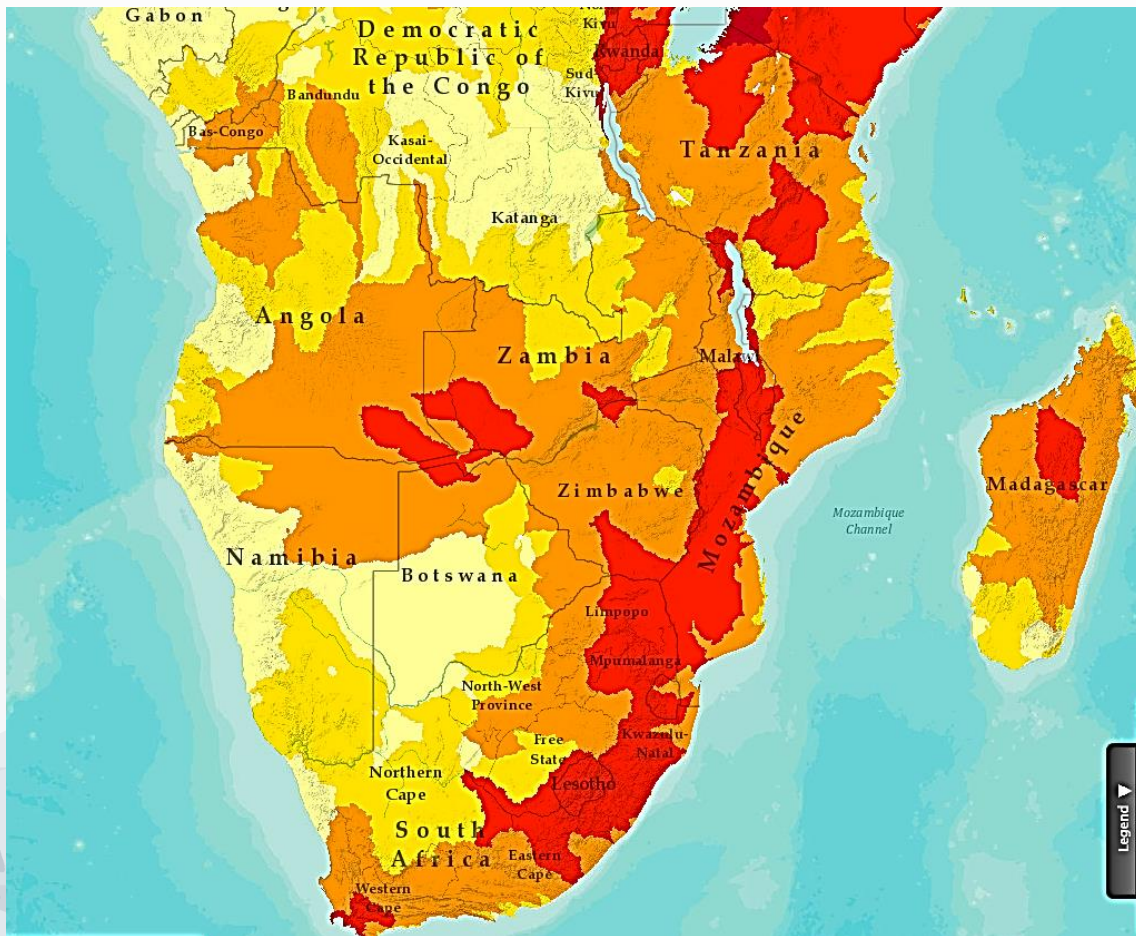 Gabon
Democratic
Republic of
the Congo
Kivu
Rwanda
Sud
Kivu
Bandundu
Bas-Congo
Kasai-
Occidental
Tanzania
Katanga
Angola
Zambia
Malawi
Mozambique
Zimbabwe
Madagascar
Mozambique
Channel
Namibia
Botswana
Limpopo
Mpumalanga
North-West
Province
Free
State
Kwazulu-
Natal
Northern
Cape
Lesotho
South
Africa
Eastern
Cape
Western
Cape
Legend